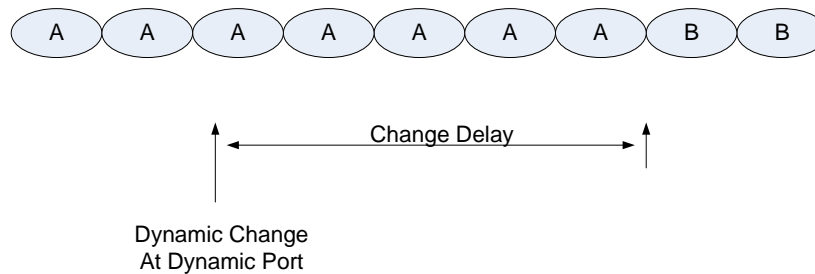 A A A A A A A B B
Change Delay
Dynamic Change
At Dynamic Port